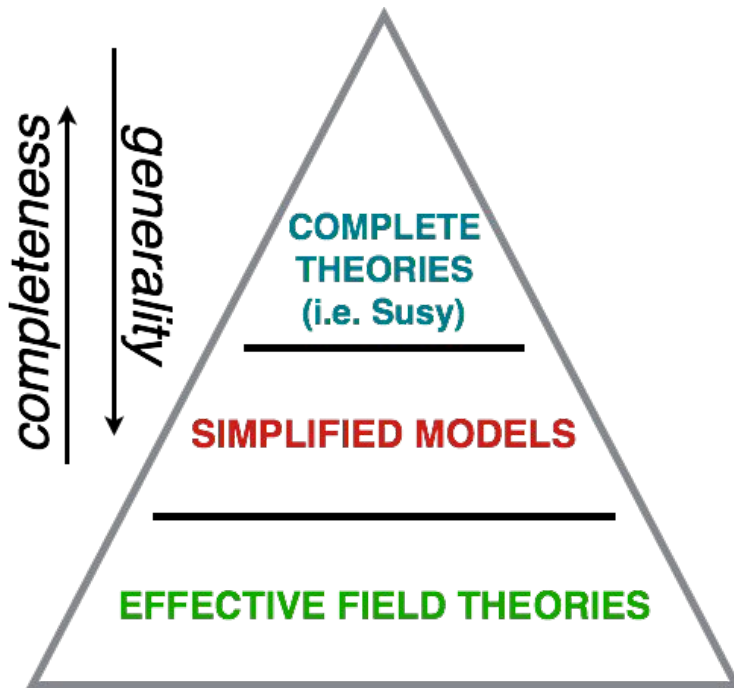 completeness
generality
COMPLETE
THEORIES
(i.e. Susy)
SIMPLIFIED MODELS
EFFECTIVE FIELD THEORIES